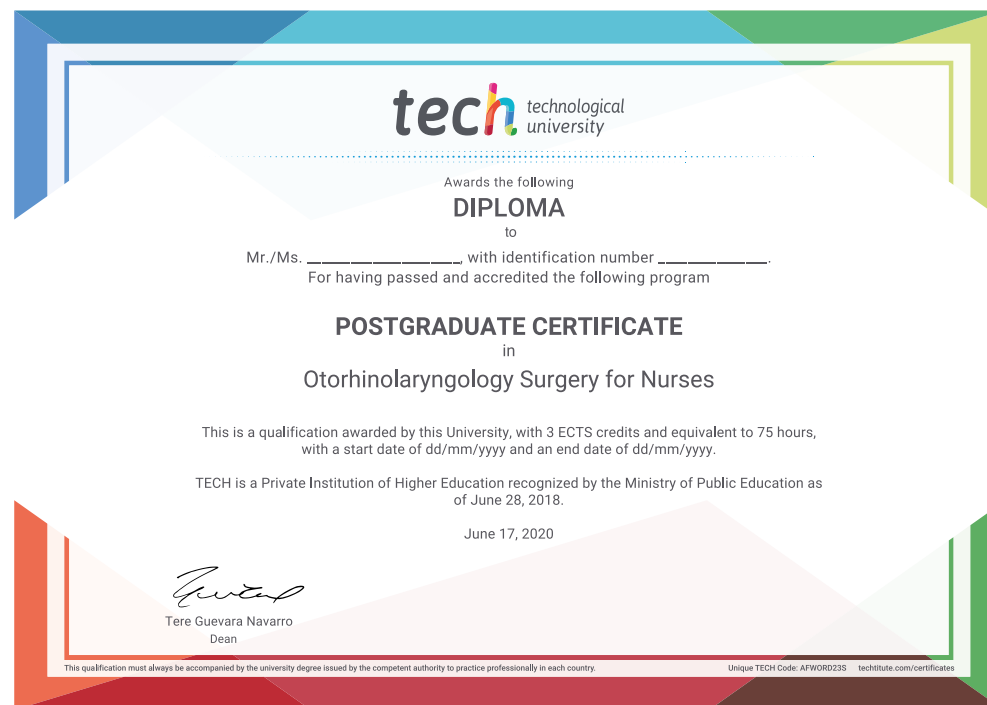 tech technological
university
Awards the following
DIPLOMA
to
Mr./Ms. ____________________, with identification number ______________.
For having passed and accredited the following program
POSTGRADUATE CERTIFICATE
in
Otorhinolaryngology Surgery for Nurses
This is a qualification awarded by this University, with 3 ECTS credits and equivalent to 75 hours,
with a start date of dd/mm/yyyy and an end date of dd/mm/yyyy.
TECH is a Private Institution of Higher Education recognized by the Ministry of Public Education as
of June 28, 2018.
June 17, 2020
Tere Guevara Navarro
Dean
This qualification must always be accompanied by the university degree issued by the competent authority to practice professionally in each country.
Unique TECH Code: AFWORD23S techtitute.com/certificates